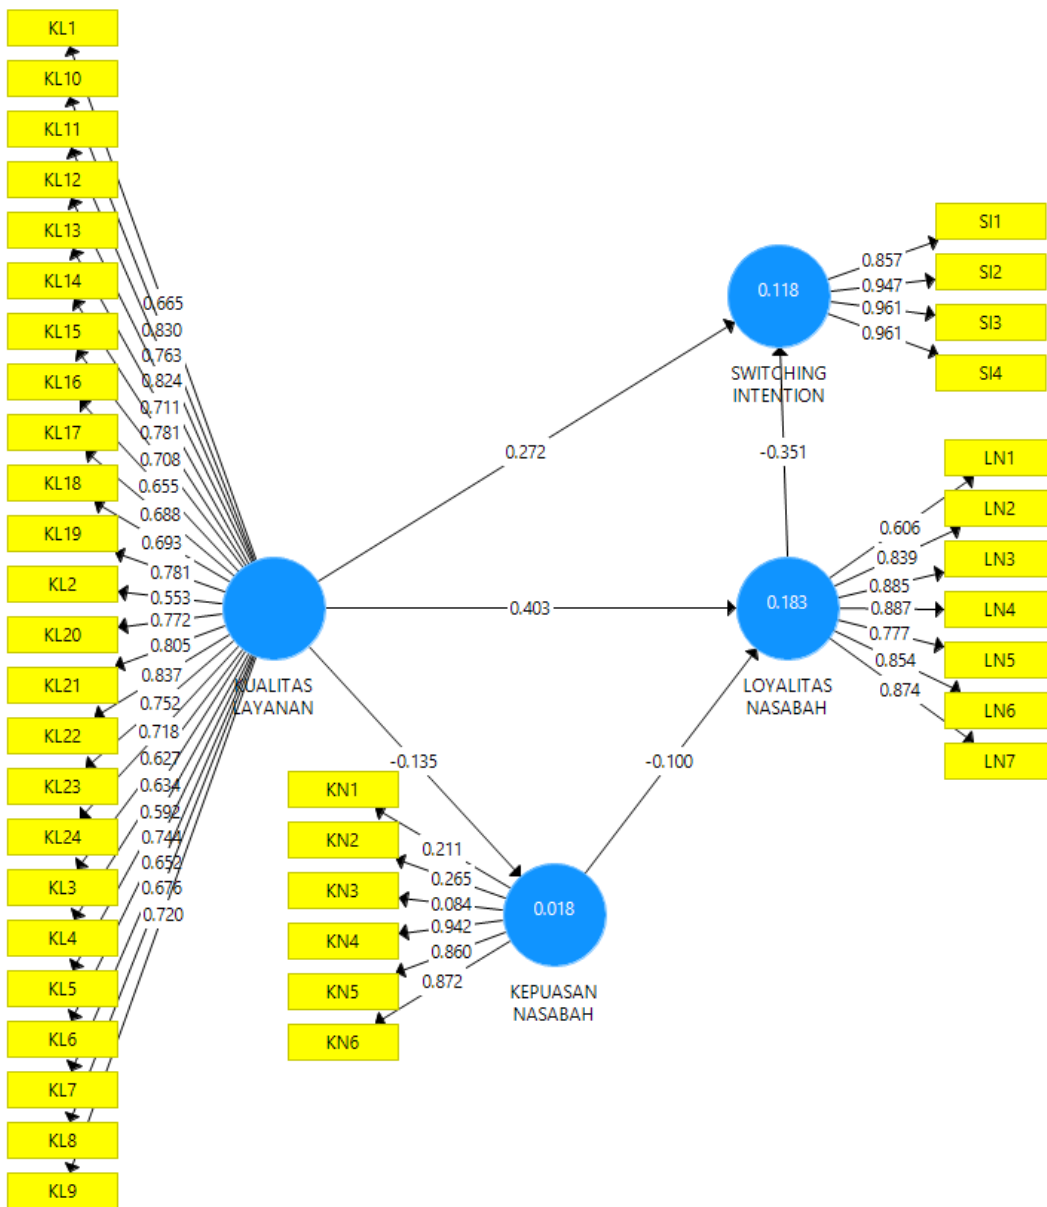 KL1
KL10
KL11
KL12
KL13
KL14
KL15
KL16
KL17
KL18
KL19
KL2
KL20
KL21
KL22
KL23
KL24
KL3
KL4
KL5
KL6
KL7
KL8
KL9
0.665
0.830
0.763
0.824
0.711
0.781
0.708
0.655
0.688
0.693
0.781
0.553
0.772
0.805
0.837
0.752
0.718
0.627
0.634
0.592
0.744
0.652
0.676
0.720
KUALITAS
LAYANAN
0.272
0.403
-0.135
0.118
SWITCHING
INTENTION
0.857
0.947
0.961
0.961
SI1
SI2
SI3
SI4
-0.351
0.183
LOYALITAS
NASABAH
0.606
0.839
0.885
0.887
0.777
0.854
0.874
LN1
LN2
LN3
LN4
LN5
LN6
LN7
-0.100
KN1
KN2
KN3
KN4
KN5
KN6
0.211
0.265
0.084
0.942
0.860
0.872
0.018
KEPUASAN
NASABAH